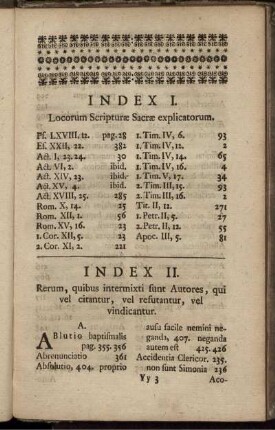 INDEX I.
Locorum Scripturæ Sacræ explicatorum.
Ps. LXVIII, 12. pag. 28
Es. XXII, 22. 382
Act. I, 23. 24. 30
Act. VI, 2. ibid.
Act. XIV, 23. ibid.
Act. XV, 4. ibid.
Act. XVIII, 25. 285
Rom. X, 14. 25
Rom. XII, 1. 56
Rom. XV, 16. 23
1. Cor. XII, 5. 23
2. Cor. XI, 2. 221
1. Tim. IV, 6. 93
1. Tim. IV, 12. 2
1. Tim. IV, 14. 65
1. Tim. IV, 16. 4
1. Tim. V, 17. 34
2. Tim. III, 15. 93
2. Tim. III, 16. 2
Tit. II, 12. 271
1. Petr. II, 5. 27
2. Petr. II, 12. 55
Apoc. III, 5. 81
INDEX II.
Rerum, quibus intermixti sunt Autores, qui
vel citantur, vel refutantur, vel
vindicantur.
A.
ABlutio baptismalis
pag. 355. 356
Abrenunciatio 361
Absolutio, 404. proprio
ausa facile nemini ne-
ganda, 407. neganda
autem est 425. 426
Accidentia Clericor. 235.
non sunt Simonia 236
Yy 3 Aco-